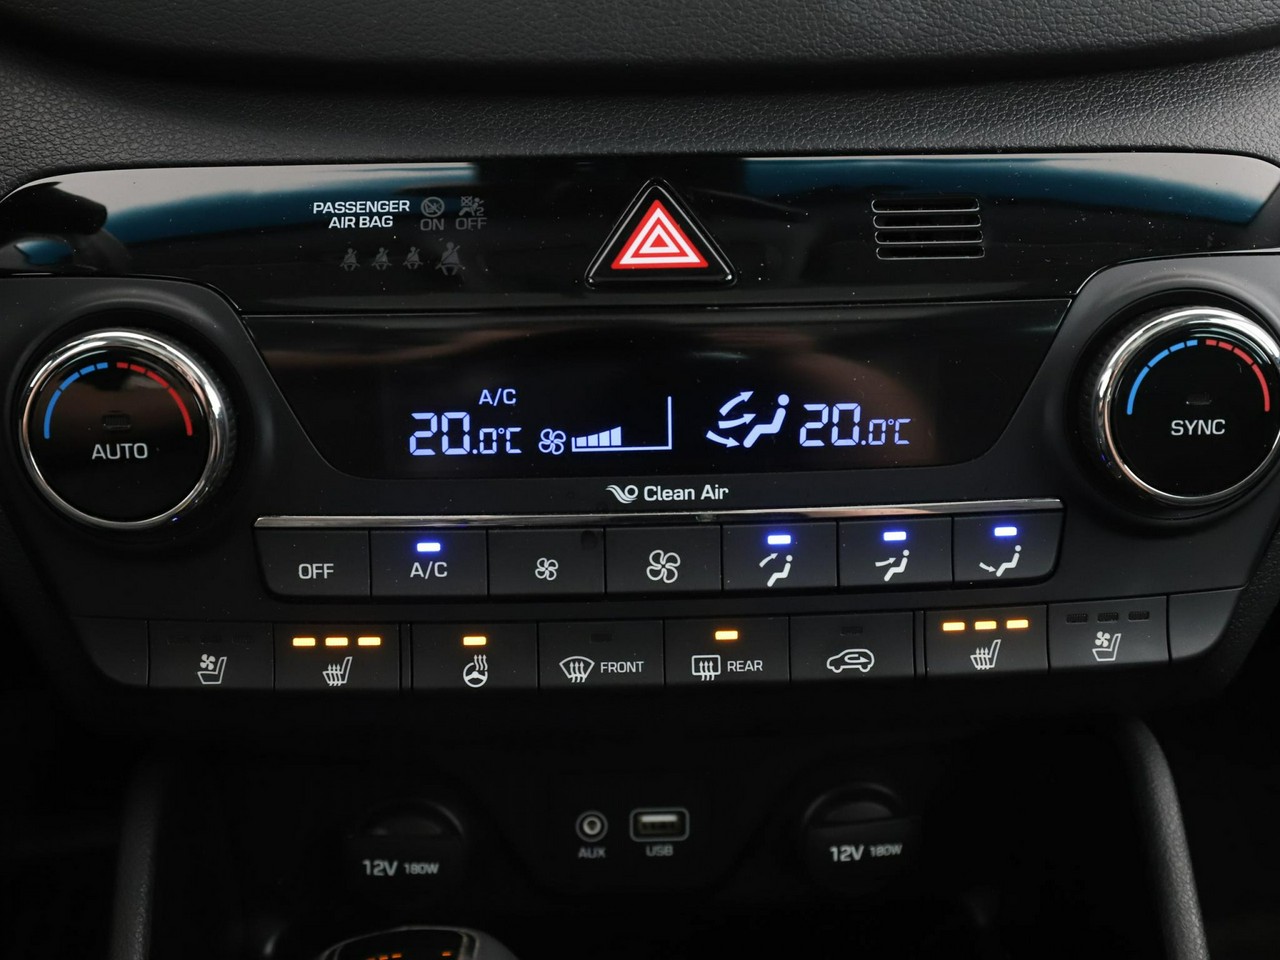 PASSENGER
AIR BAG
ON OFF
A/C
20.0°C 20.0°C
AUTO
SYNC
Clean Air
OFF A/C
FRONT REAR
AUX USB
12V 180W 12V 180W